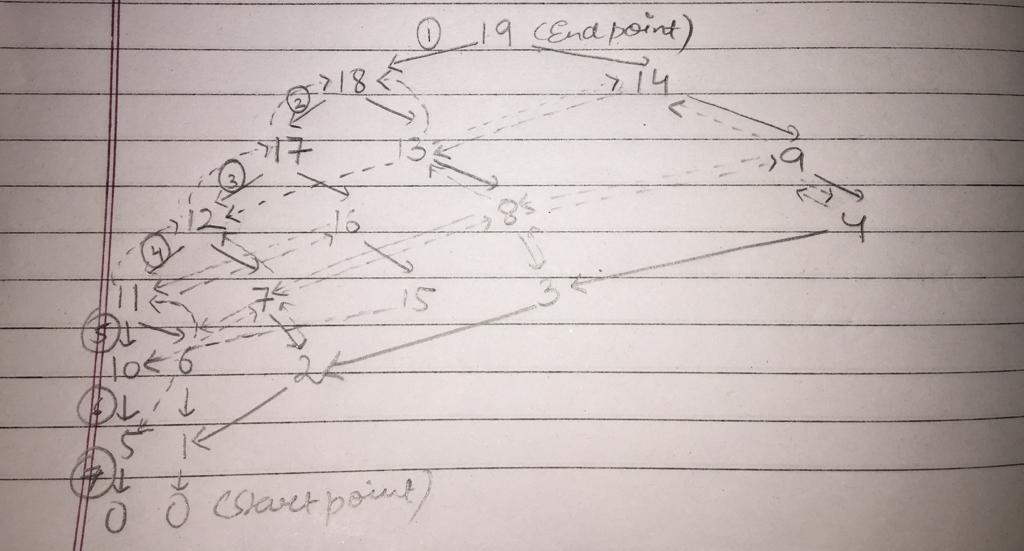 ① 19 (End point)
18 14
②
17 13 9
③
12 16 8 4
④
11 7 15 3
⑤
10 6 2
⑥
5 1
⑦
0 0 (Start point)